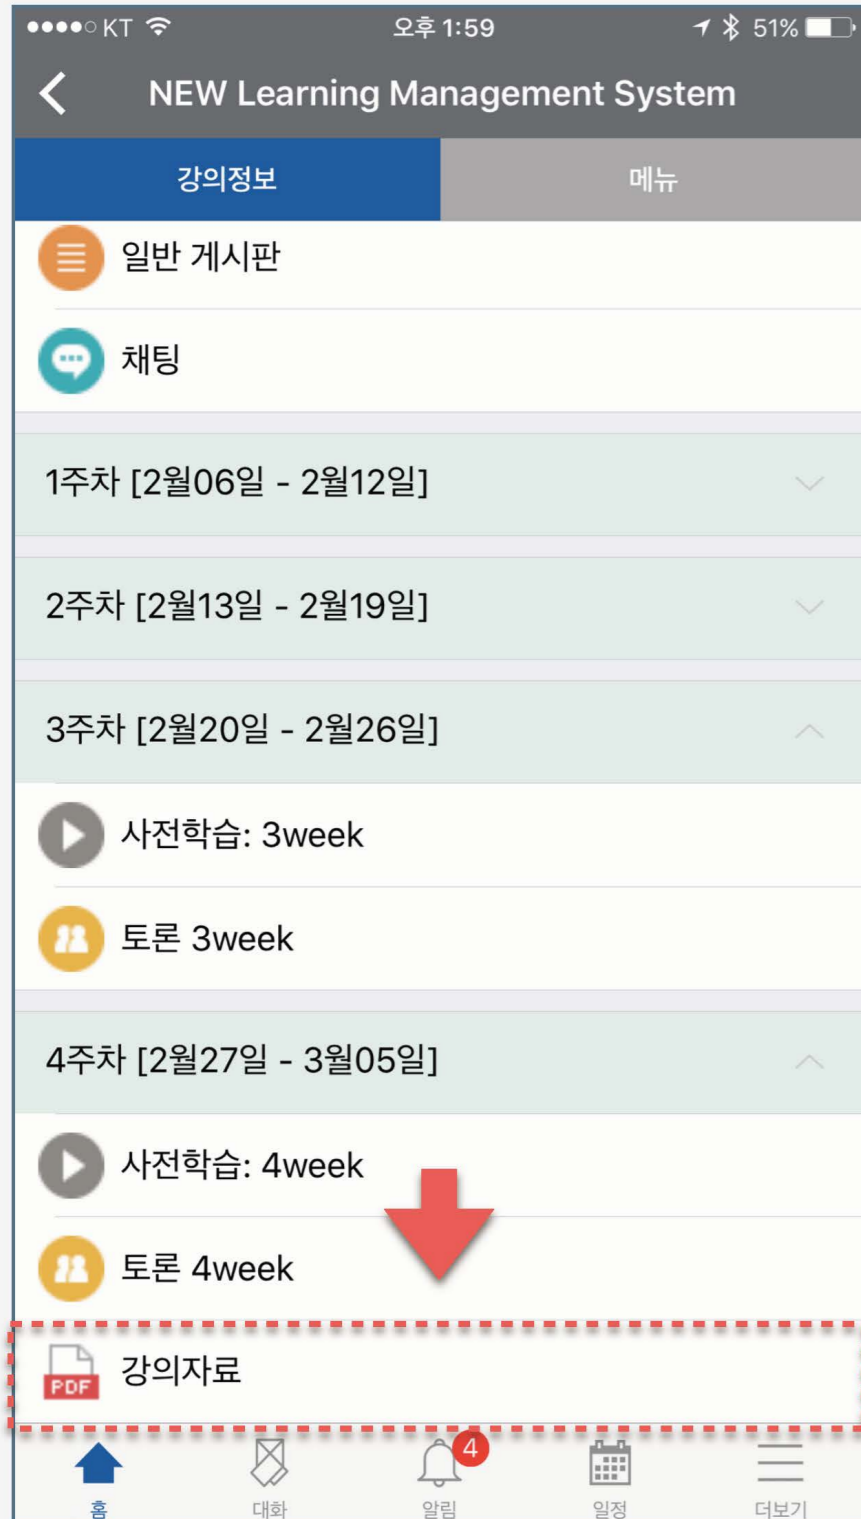 KT 오후 1:59 51%
NEW Learning Management System
강의정보 메뉴
일반 게시판
채팅
1주차 [2월06일 - 2월12일]
2주차 [2월13일 - 2월19일]
3주차 [2월20일 - 2월26일]
사전학습: 3week
토론 3week
4주차 [2월27일 - 3월05일]
사전학습: 4week
토론 4week
PDF 강의자료
4
홈 대화 알림 일정 더보기